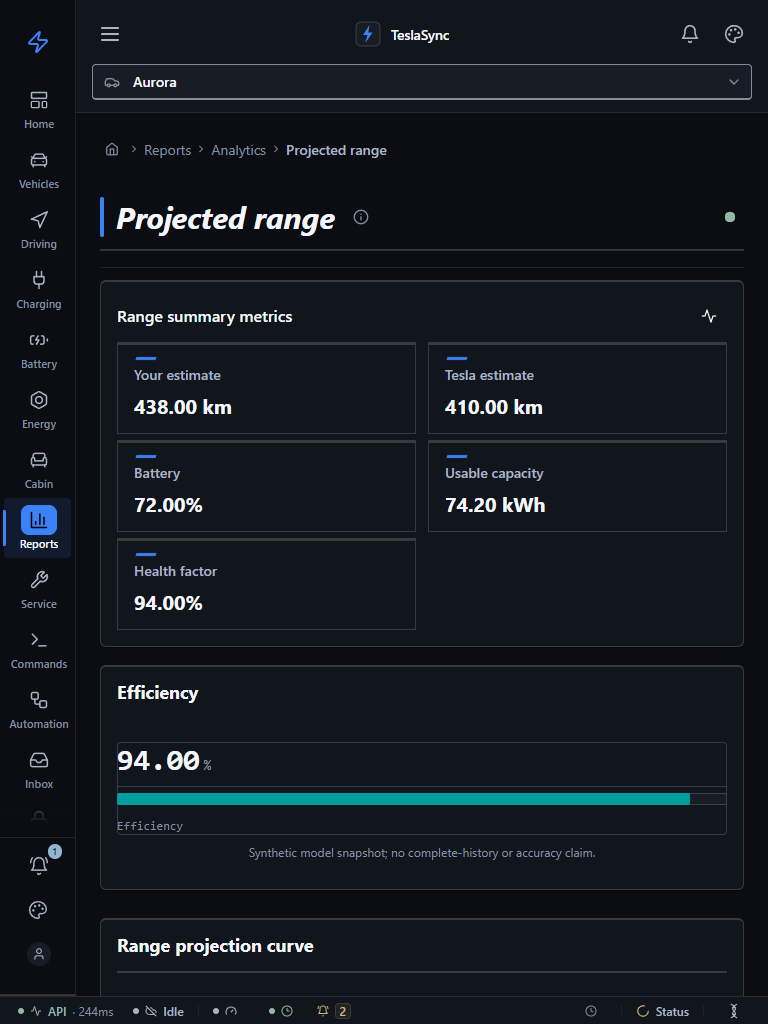 TeslaSync
Aurora
Home
Vehicles
Driving
Charging
Battery
Energy
Cabin
Reports
Service
Commands
Automation
Inbox
1
Reports
Analytics
Projected range
Projected range
Range summary metrics
Your estimate
438.00 km
Tesla estimate
410.00 km
Battery
72.00%
Usable capacity
74.20 kWh
Health factor
94.00%
Efficiency
94.00%
Efficiency
Synthetic model snapshot; no complete-history or accuracy claim.
Range projection curve
API · 244ms
Idle
2
Status